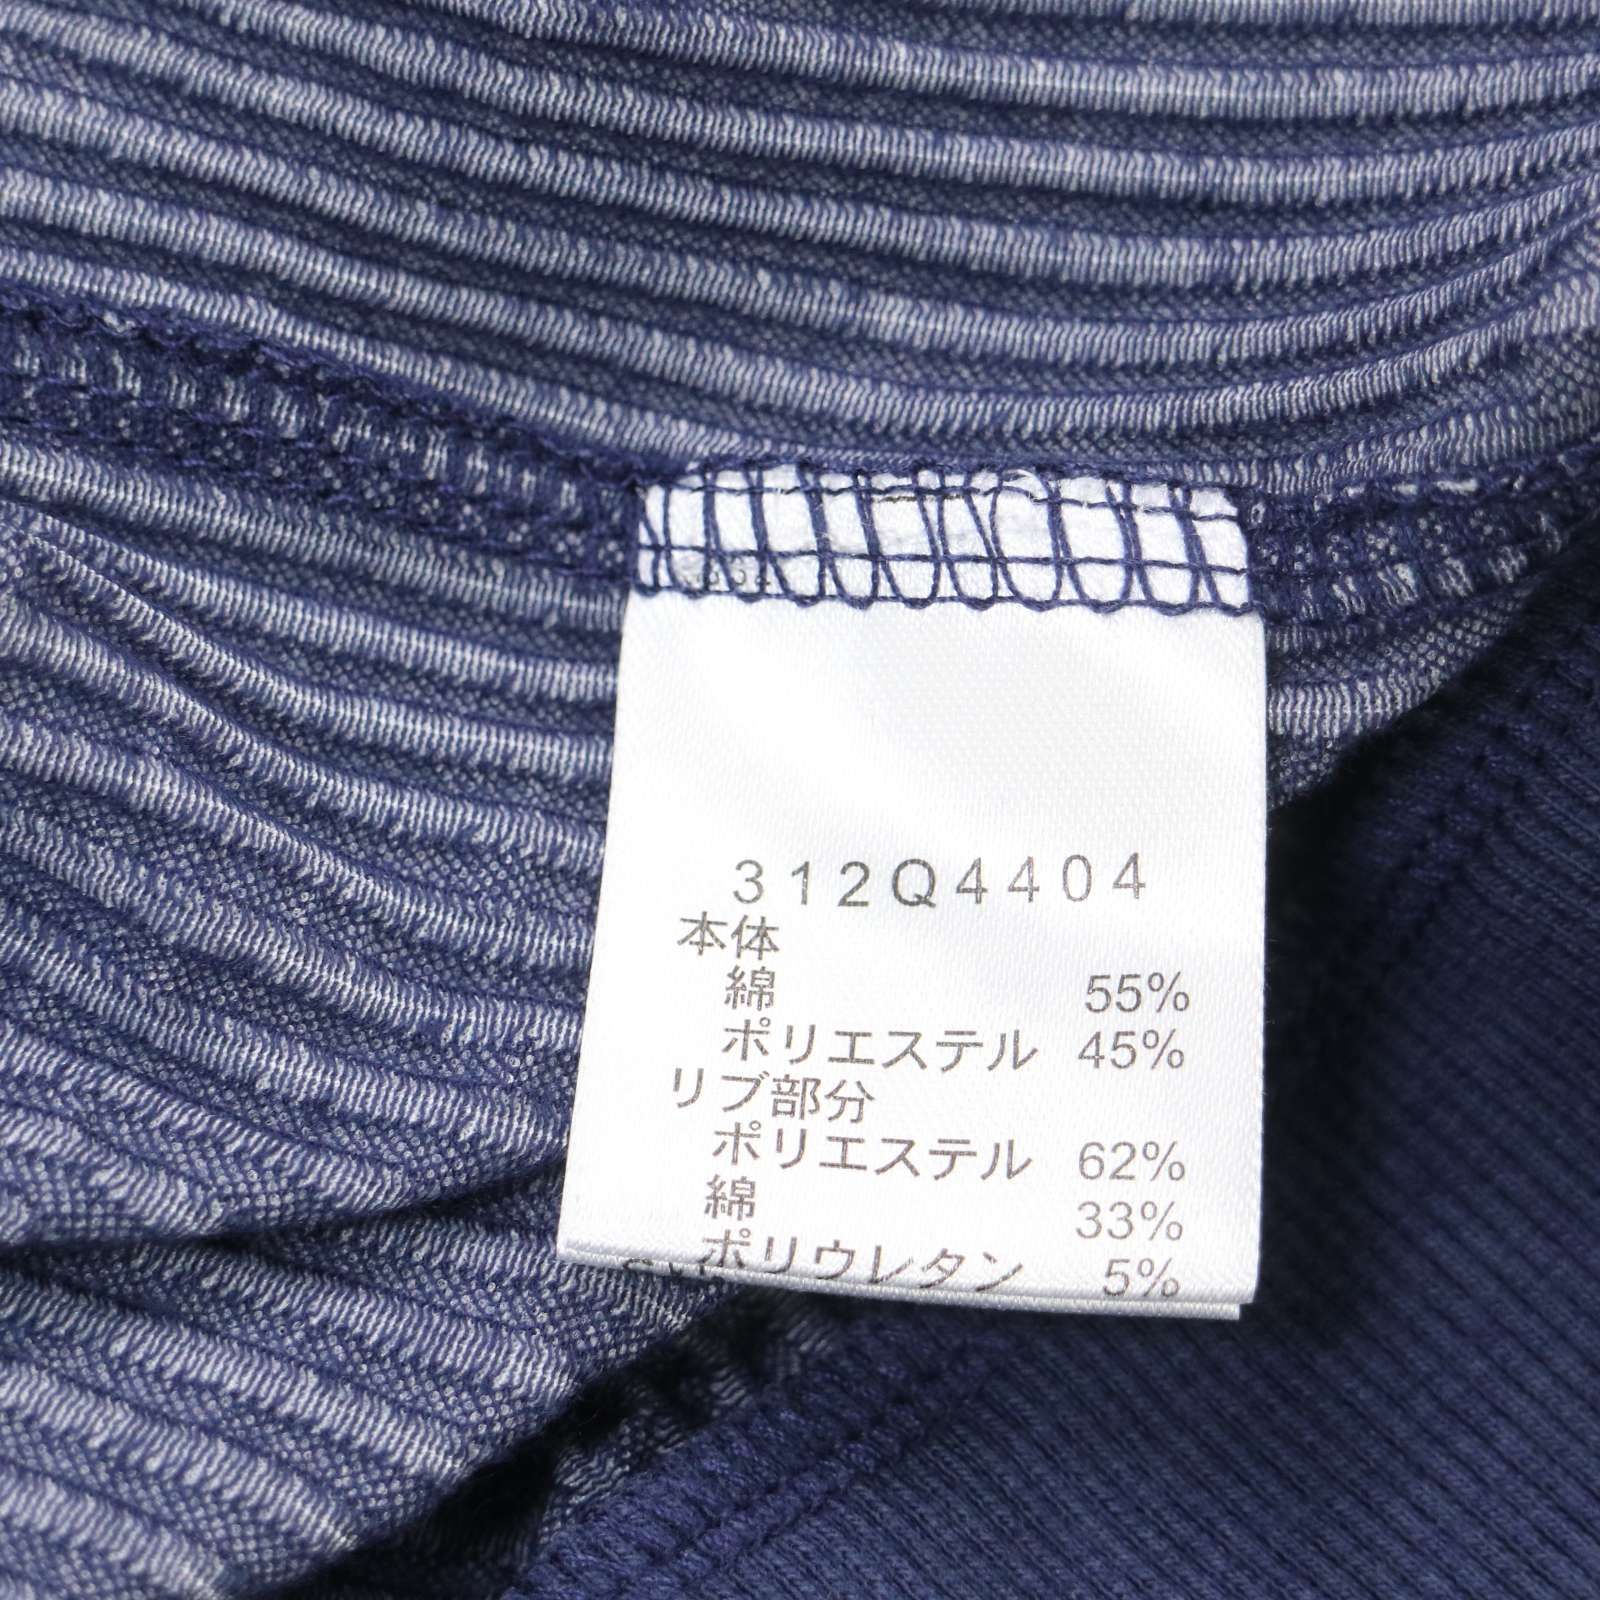 312Q4404
本体
綿 55%
ポリエステル 45%
リブ部分
ポリエステル 62%
綿 33%
ポリウレタン 5%